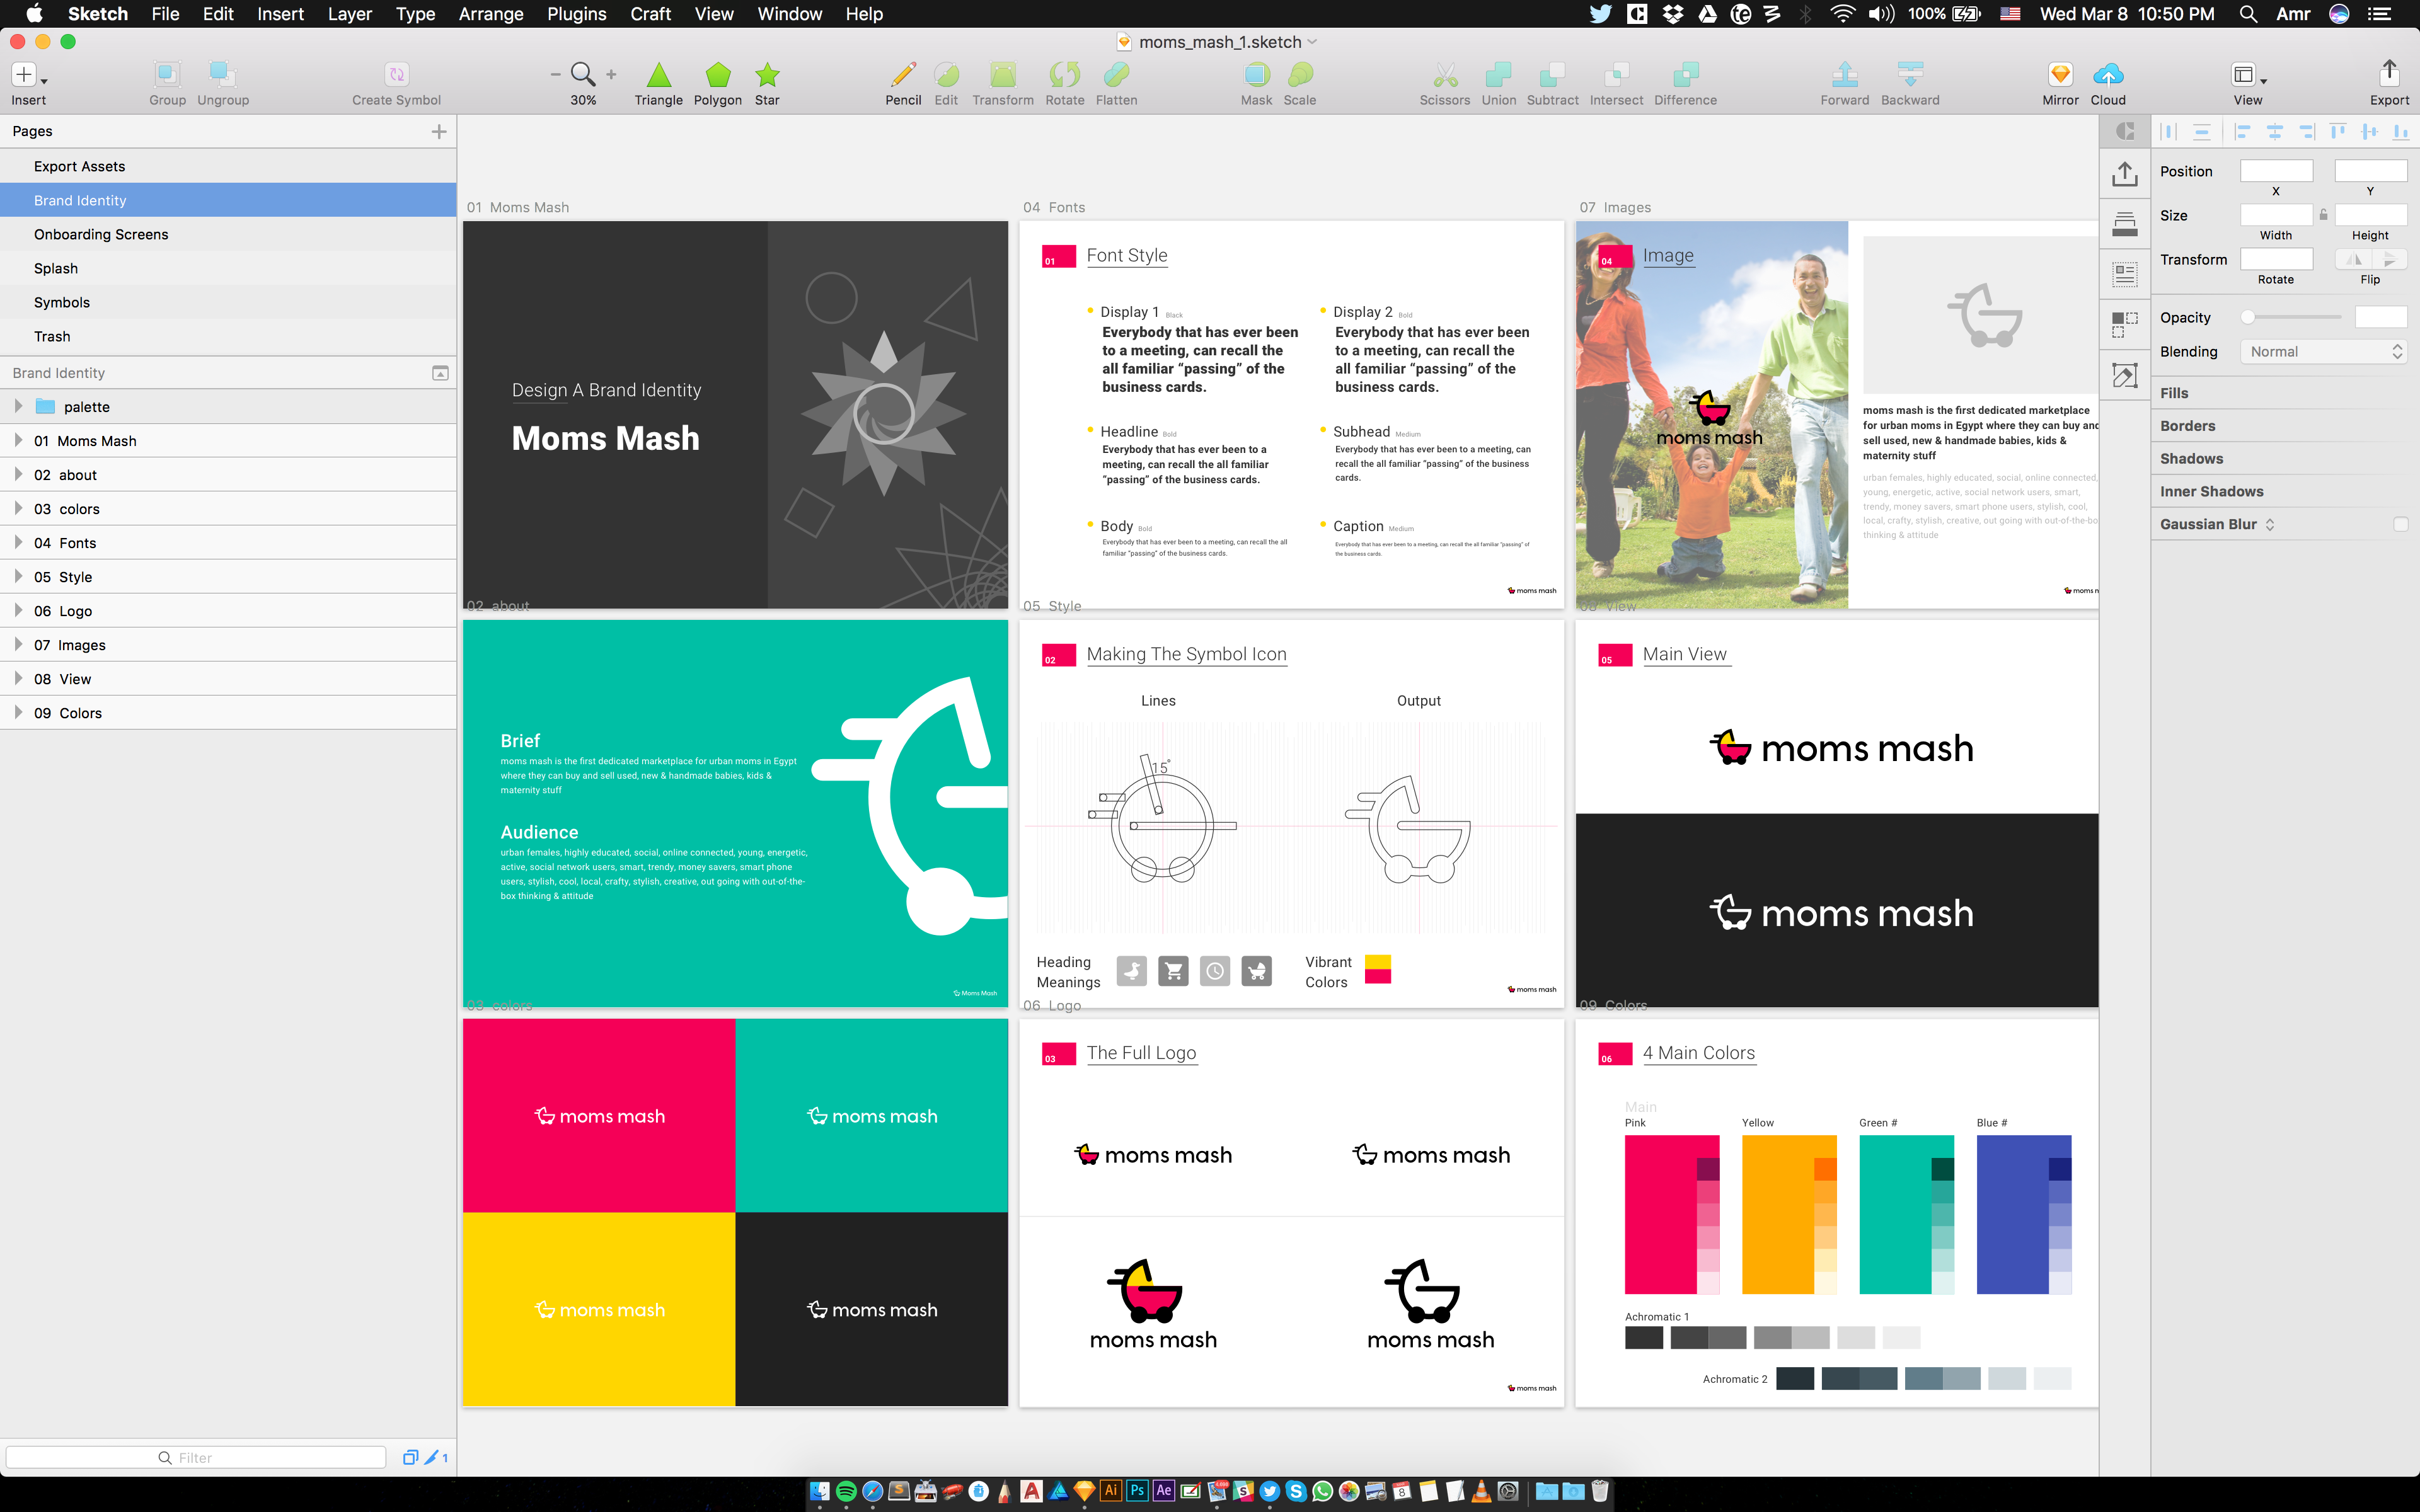 Sketch File Edit Insert Layer Type Arrange Plugins Craft View Window Help
100% Wed Mar 8 10:50 PM Amr
moms_mash_1.sketch
Insert Group Ungroup Create Symbol 30% Triangle Polygon Star Pencil Edit Transform Rotate Flatten Mask Scale Scissors Union Subtract Intersect Difference Forward Backward Mirror Cloud View Export
Pages
Export Assets
Brand Identity
Onboarding Screens
Splash
Symbols
Trash
Brand Identity
palette
01 Moms Mash
02 about
03 colors
04 Fonts
05 Style
06 Logo
07 Images
08 View
09 Colors
Filter
1
01 Moms Mash
Design A Brand Identity
Moms Mash
02 about
Brief
moms mash is the first dedicated marketplace for urban moms in Egypt
where they can buy and sell used, new & handmade babies, kids &
maternity stuff
Audience
urban females, highly educated, social, online connected, young, energetic,
active, social network users, smart, trendy, money savers, smart phone
users, stylish, cool, local, crafty, stylish, creative, out going with out-of-the-
box thinking & attitude
Moms Mash
03 colors
moms mash
moms mash
moms mash
moms mash
04 Fonts
01 Font Style
Display 1 Black
Everybody that has ever been
to a meeting, can recall the
all familiar “passing” of the
business cards.
Display 2 Bold
Everybody that has ever been
to a meeting, can recall the
all familiar “passing” of the
business cards.
Headline Bold
Everybody that has ever been to a
meeting, can recall the all familiar
“passing” of the business cards.
Subhead Medium
Everybody that has ever been to a meeting, can
recall the all familiar “passing” of the business
cards.
Body Bold
Everybody that has ever been to a meeting, can recall the all
familiar “passing” of the business cards.
Caption Medium
Everybody that has ever been to a meeting, can recall the all familiar “passing” of
the business cards.
moms mash
05 Style
02 Making The Symbol Icon
Lines
Output
15°
Heading
Meanings
Vibrant
Colors
moms mash
06 Logo
03 The Full Logo
moms mash
moms mash
moms mash
moms mash
moms mash
07 Images
04 Image
moms mash
moms mash is the first dedicated marketplace
for urban moms in Egypt where they can buy and
sell used, new & handmade babies, kids &
maternity stuff
urban females, highly educated, social, online connected,
young, energetic, active, social network users, smart,
trendy, money savers, smart phone users, stylish, cool,
local, crafty, stylish, creative, out going with out-of-the-bo
thinking & attitude
moms m
08 View
05 Main View
moms mash
moms mash
09 Colors
06 4 Main Colors
Main
Pink
Yellow
Green #
Blue #
Achromatic 1
Achromatic 2
Position
X Y
Size
Width Height
Transform
Rotate Flip
Opacity
Blending Normal
Fills
Borders
Shadows
Inner Shadows
Gaussian Blur
Ai Ps Ae
8